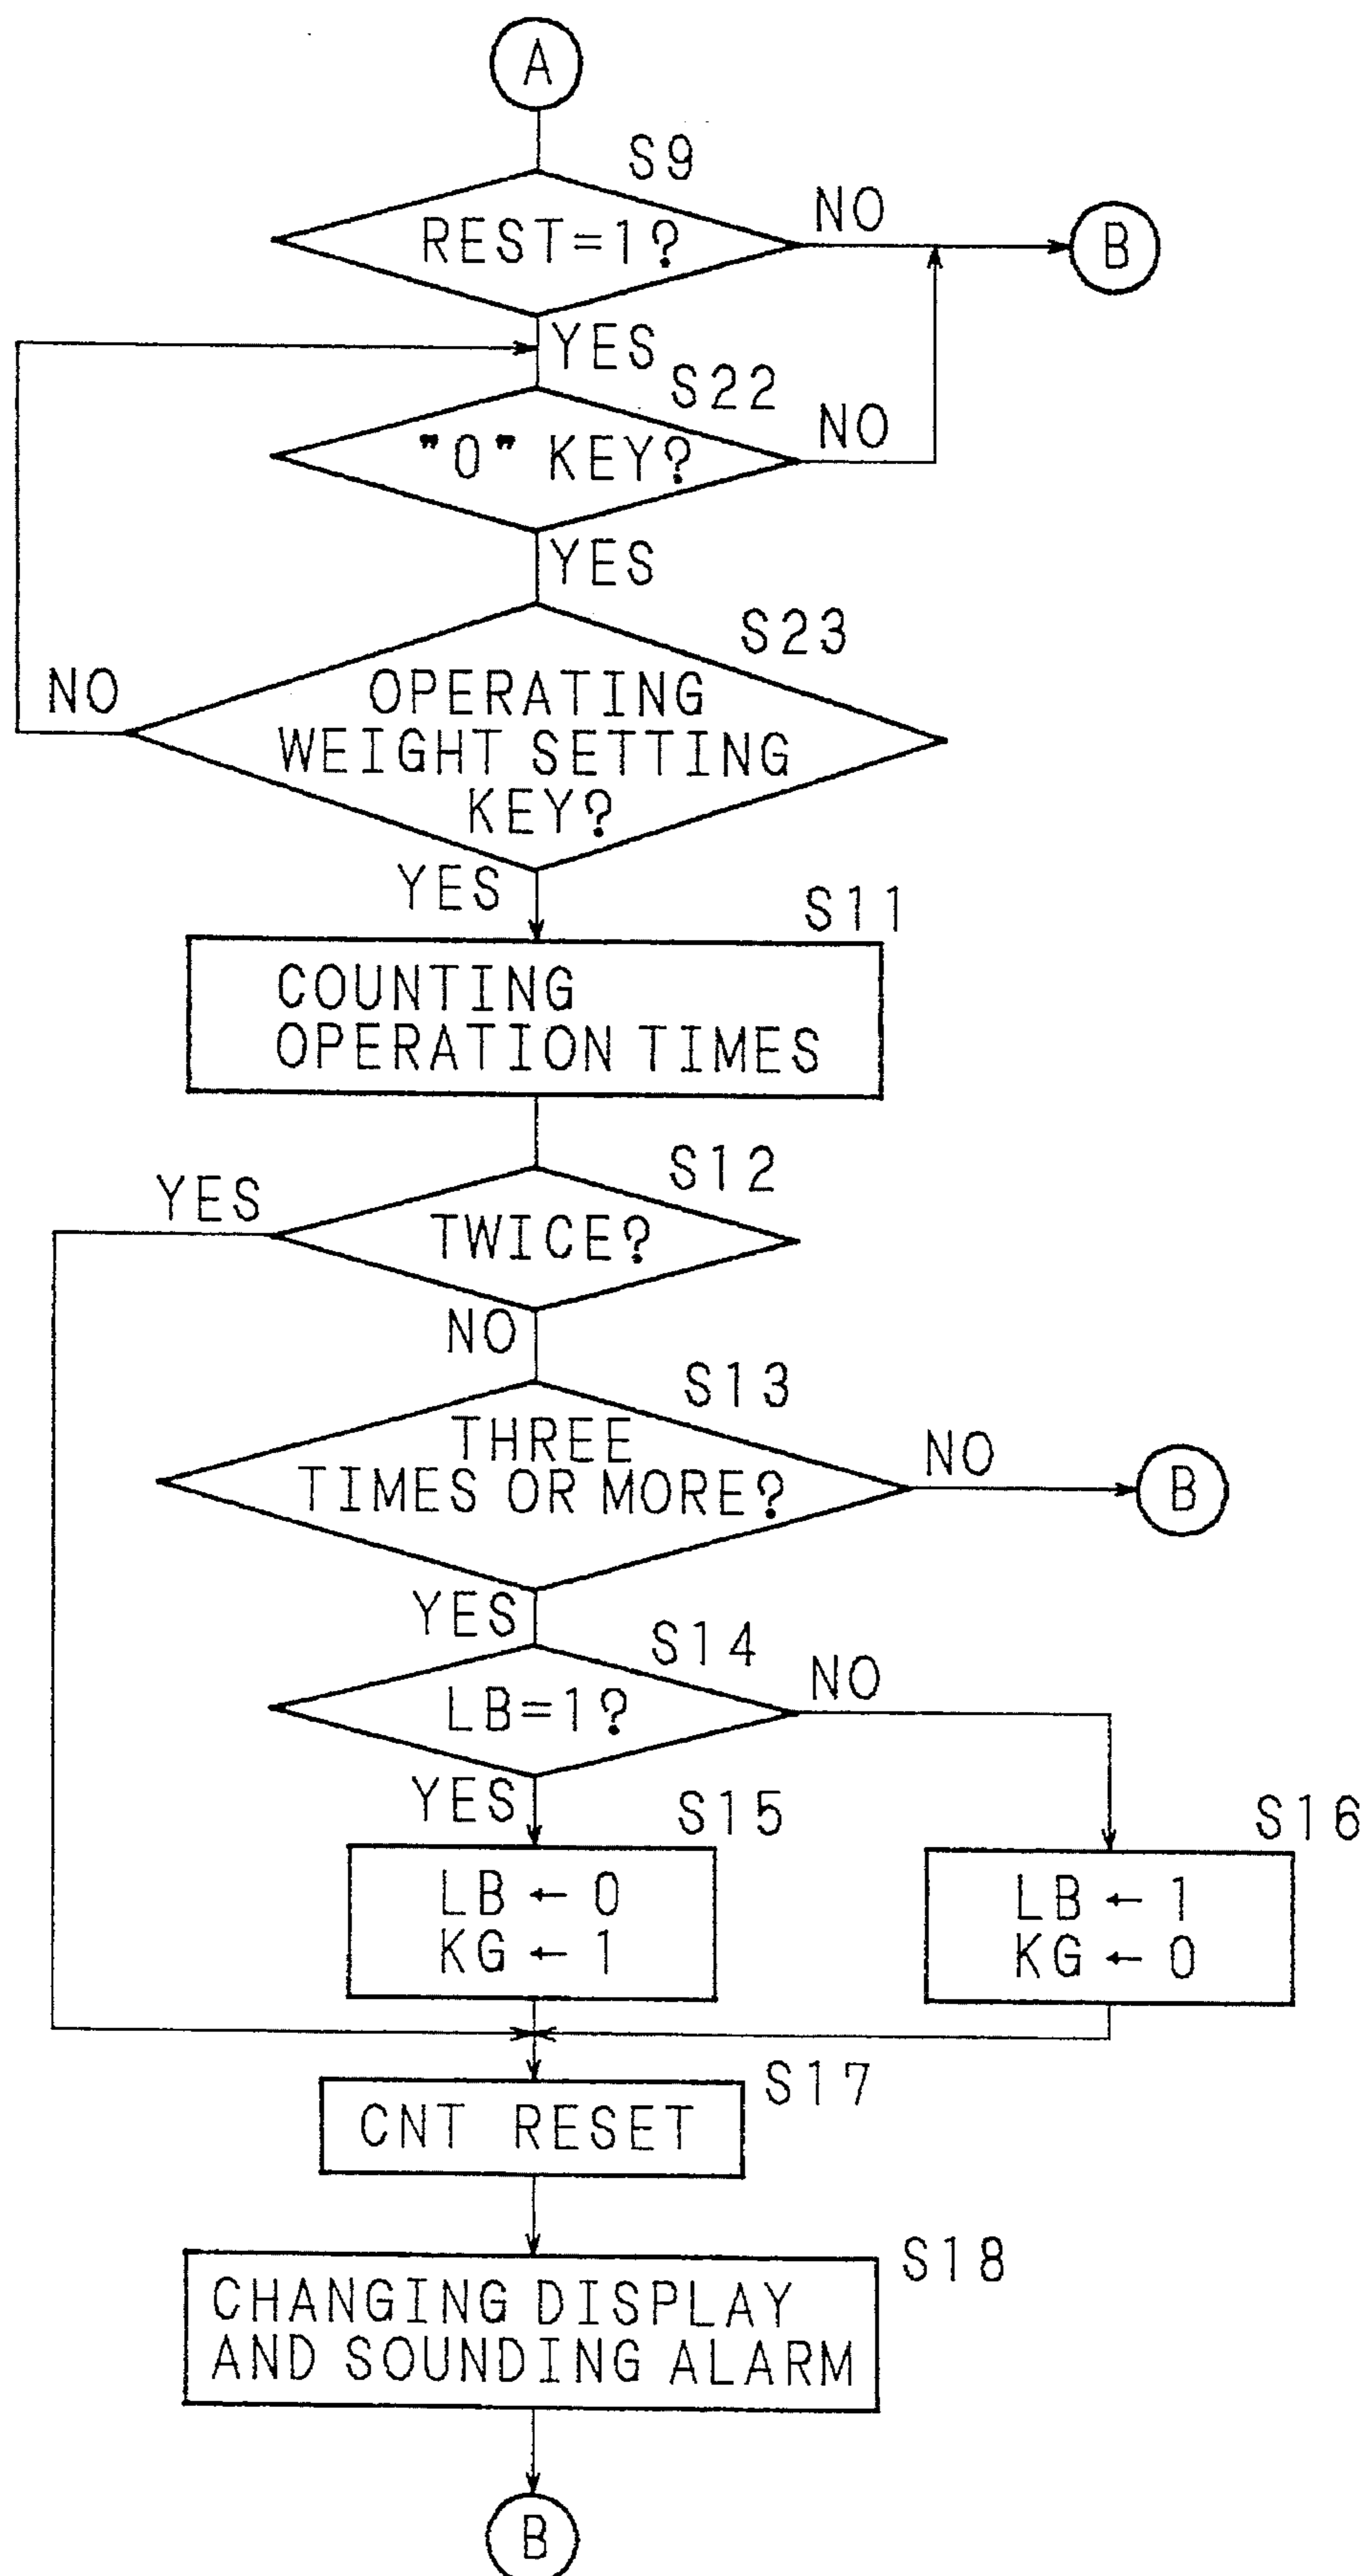 A
S9
REST=1?
NO
B
YES
S22
"0" KEY?
NO
YES
S23
OPERATING
WEIGHT SETTING
KEY?
NO
YES
S11
COUNTING
OPERATION TIMES
S12
YES
TWICE?
NO
S13
THREE
TIMES OR MORE?
NO
B
YES
S14
LB=1?
NO
YES
S15
LB ← 0
KG ← 1
S16
LB ← 1
KG ← 0
S17
CNT RESET
S18
CHANGING DISPLAY
AND SOUNDING ALARM
B